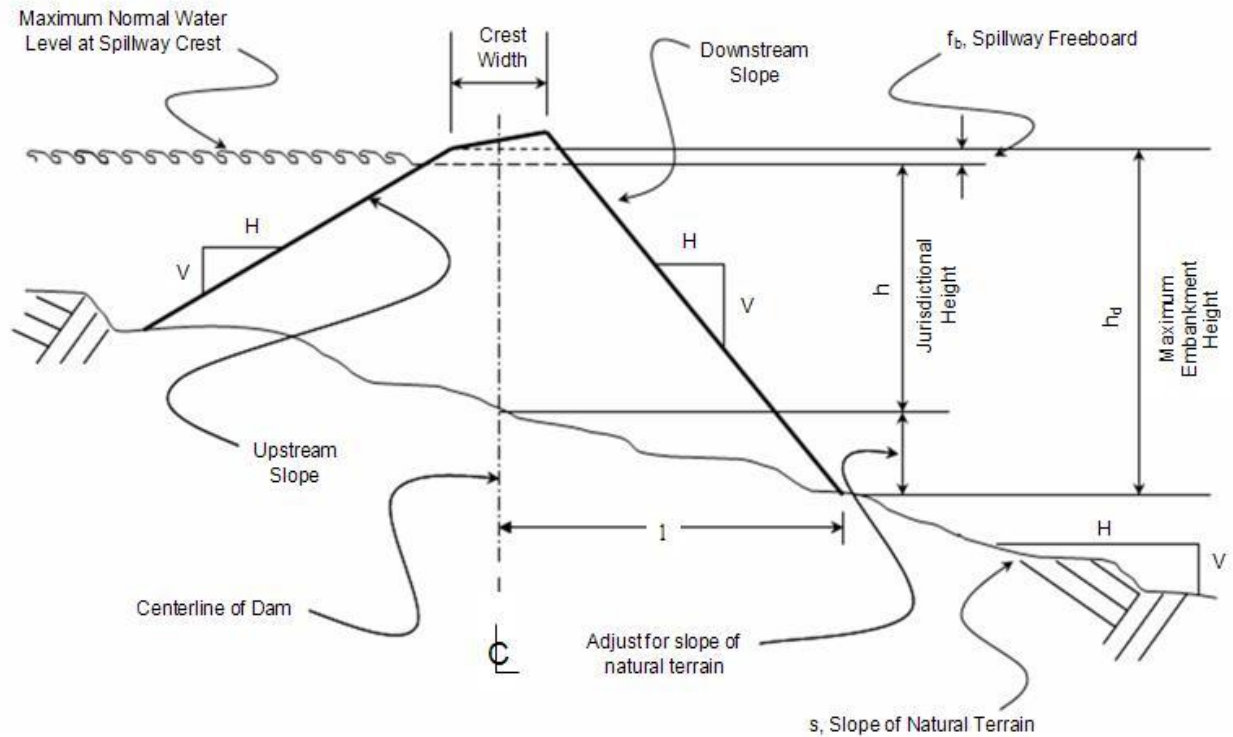 Maximum Normal Water
Level at Spillway Crest
Crest
Width
Downstream
Slope
f_b, Spillway Freeboard
H
V
H
V
h
Jurisdictional
Height
h_d
Maximum
Embankment
Height
Upstream
Slope
1
H
V
Centerline of Dam
C
L
Adjust for slope of
natural terrain
s, Slope of Natural Terrain